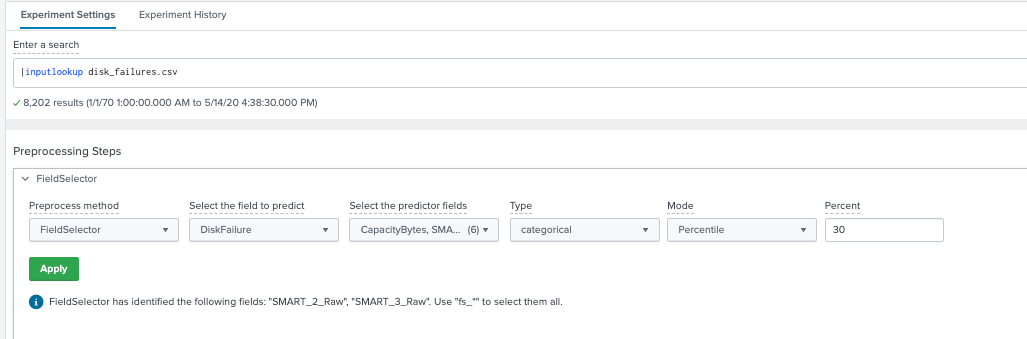 Experiment Settings Experiment History
Enter a search
|inputlookup disk_failures.csv
8,202 results (1/1/70 1:00:00.000 AM to 5/14/20 4:38:30.000 PM)
Preprocessing Steps
FieldSelector
Preprocess method Select the field to predict Select the predictor fields Type Mode Percent
FieldSelector DiskFailure CapacityBytes, SMA... (6) categorical Percentile 30
Apply
i FieldSelector has identified the following fields: "SMART_2_Raw", "SMART_3_Raw". Use "fs_*" to select them all.